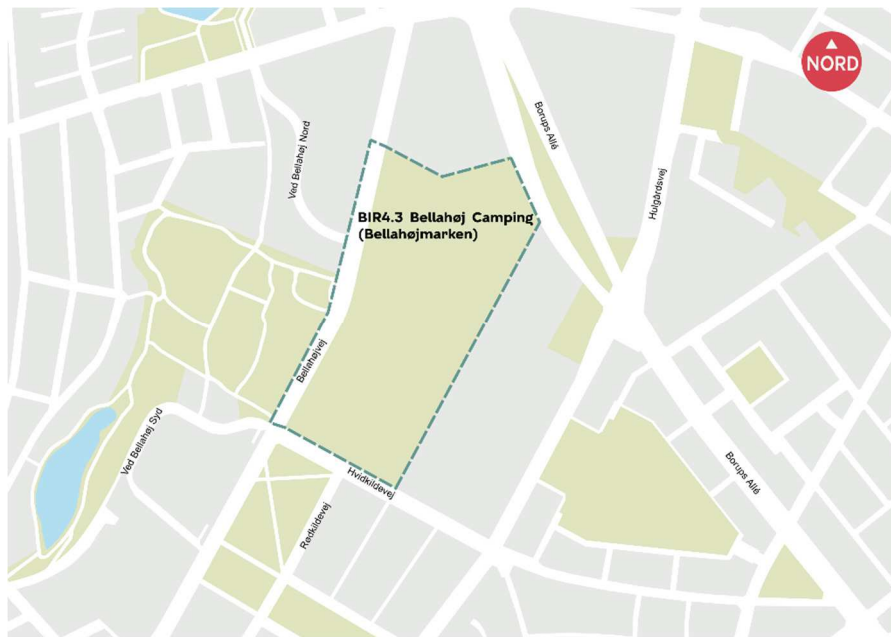 NORD
Borups Allé
Ved Bellahøj Nord
Hulgårdsvej
BIR4.3 Bellahøj Camping
(Bellahøjmarken)
Bellahøjvej
Ved Bellahøj Syd
Hvidkildevej
Borups Allé
Rødkildevej